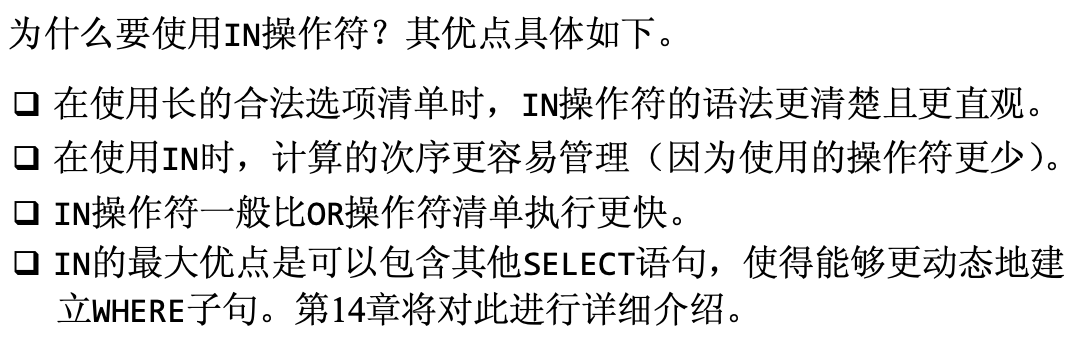 为什么要使用IN操作符？其优点具体如下。
❑ 在使用长的合法选项清单时，IN操作符的语法更清楚且更直观。
❑ 在使用IN时，计算的次序更容易管理（因为使用的操作符更少）。
❑ IN操作符一般比OR操作符清单执行更快。
❑ IN的最大优点是可以包含其他SELECT语句，使得能够更动态地建
立WHERE子句。第14章将对此进行详细介绍。